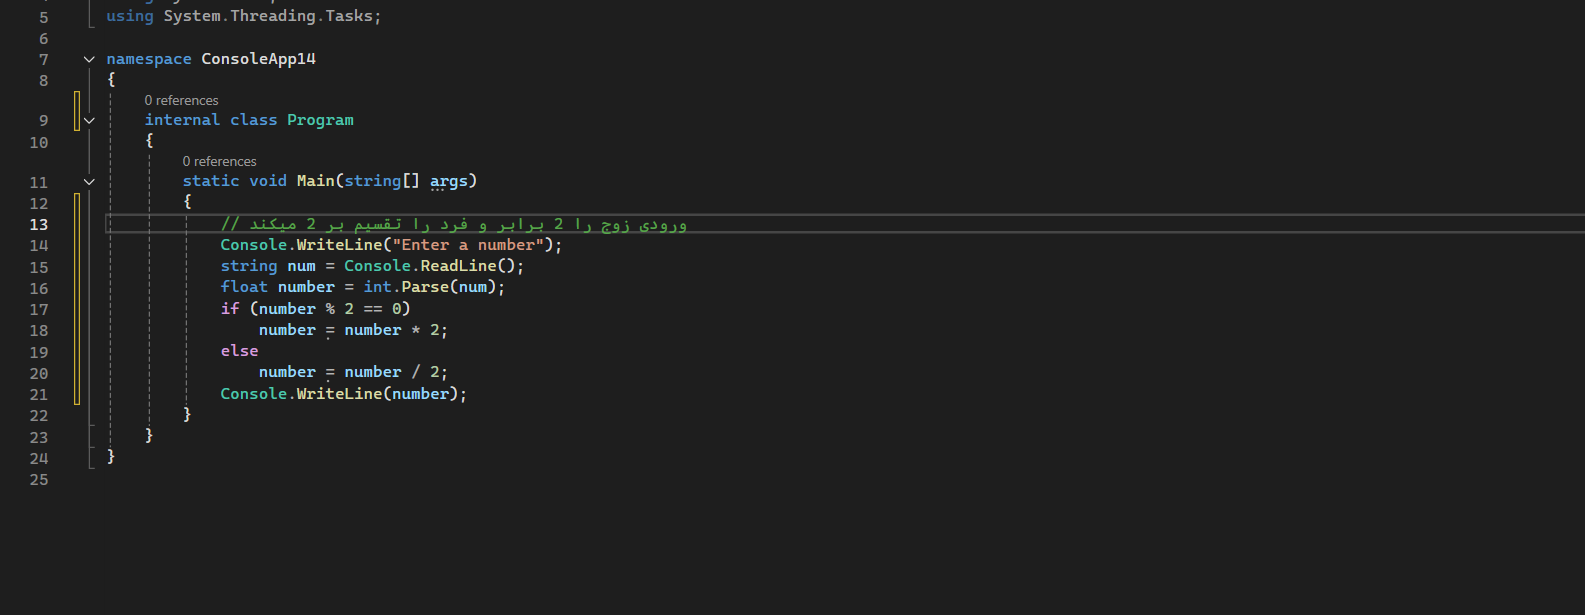 5 using System.Threading.Tasks;
6
7 namespace ConsoleApp14
8 {
0 references
9 internal class Program
10 {
0 references
11 static void Main(string[] args)
12 {
13 // ورودی زوج را 2 برابر و فرد را تقسیم بر 2 میکند
14 Console.WriteLine("Enter a number");
15 string num = Console.ReadLine();
16 float number = int.Parse(num);
17 if (number % 2 == 0)
18 number = number * 2;
19 else
20 number = number / 2;
21 Console.WriteLine(number);
22 }
23 }
24 }
25